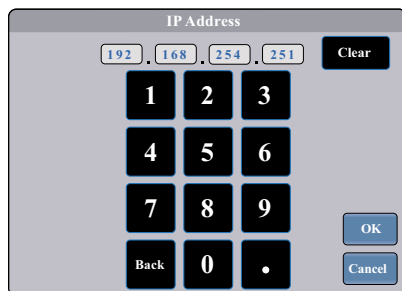 IP Address
192 . 168 . 254 . 251 Clear
1 2 3
4 5 6
7 8 9
OK
Back 0 .
Cancel